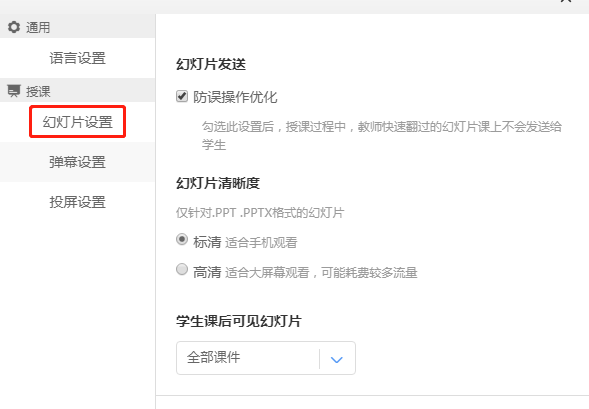 通用
语言设置
授课
幻灯片设置
弹幕设置
投屏设置
幻灯片发送
防误操作优化
勾选此设置后，授课过程中，教师快速翻过的幻灯片课上不会发送给
学生
幻灯片清晰度
仅针对.PPT .PPTX格式的幻灯片
标清 适合手机观看
高清 适合大屏幕观看，可能耗费较多流量
学生课后可见幻灯片
全部课件